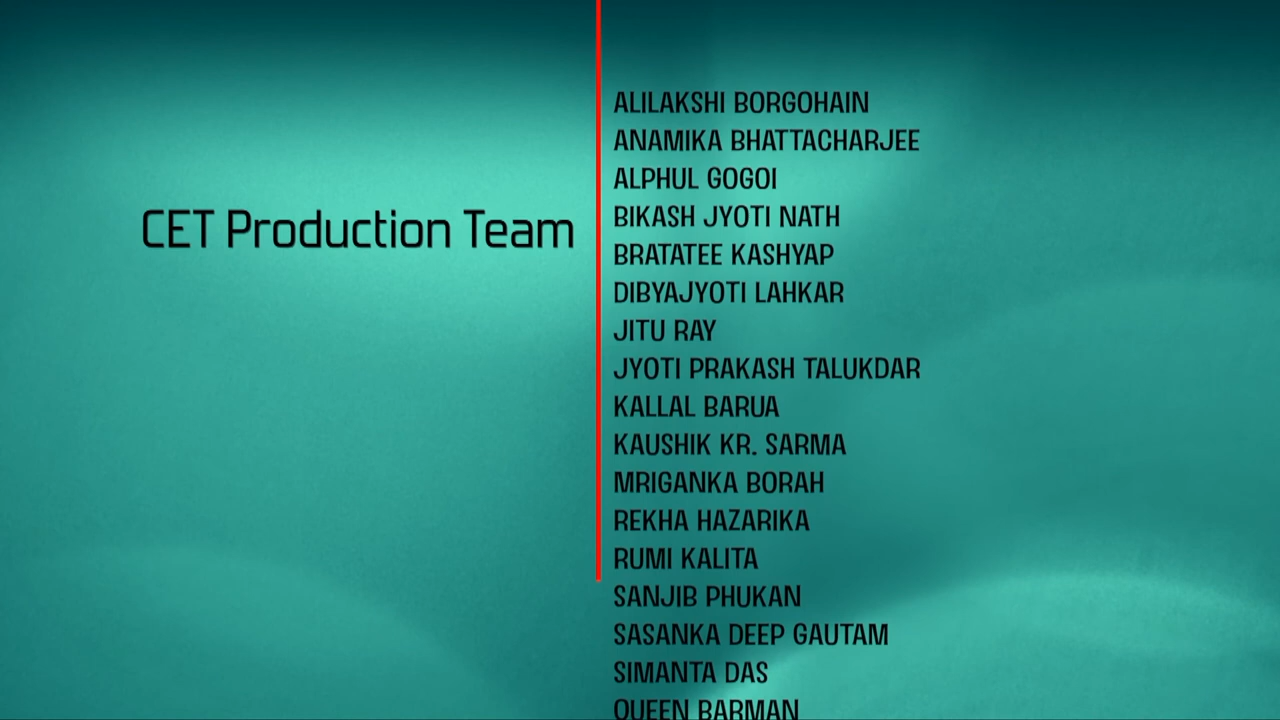 CET Production Team
ALILAKSHI BORGOHAIN
ANAMIKA BHATTACHARJEE
ALPHUL GOGOI
BIKASH JYOTI NATH
BRATATEE KASHYAP
DIBYAJYOTI LAHKAR
JITU RAY
JYOTI PRAKASH TALUKDAR
KALLAL BARUA
KAUSHIK KR. SARMA
MRIGANKA BORAH
REKHA HAZARIKA
RUMI KALITA
SANJIB PHUKAN
SASANKA DEEP GAUTAM
SIMANTA DAS
QUEEN BARMAN